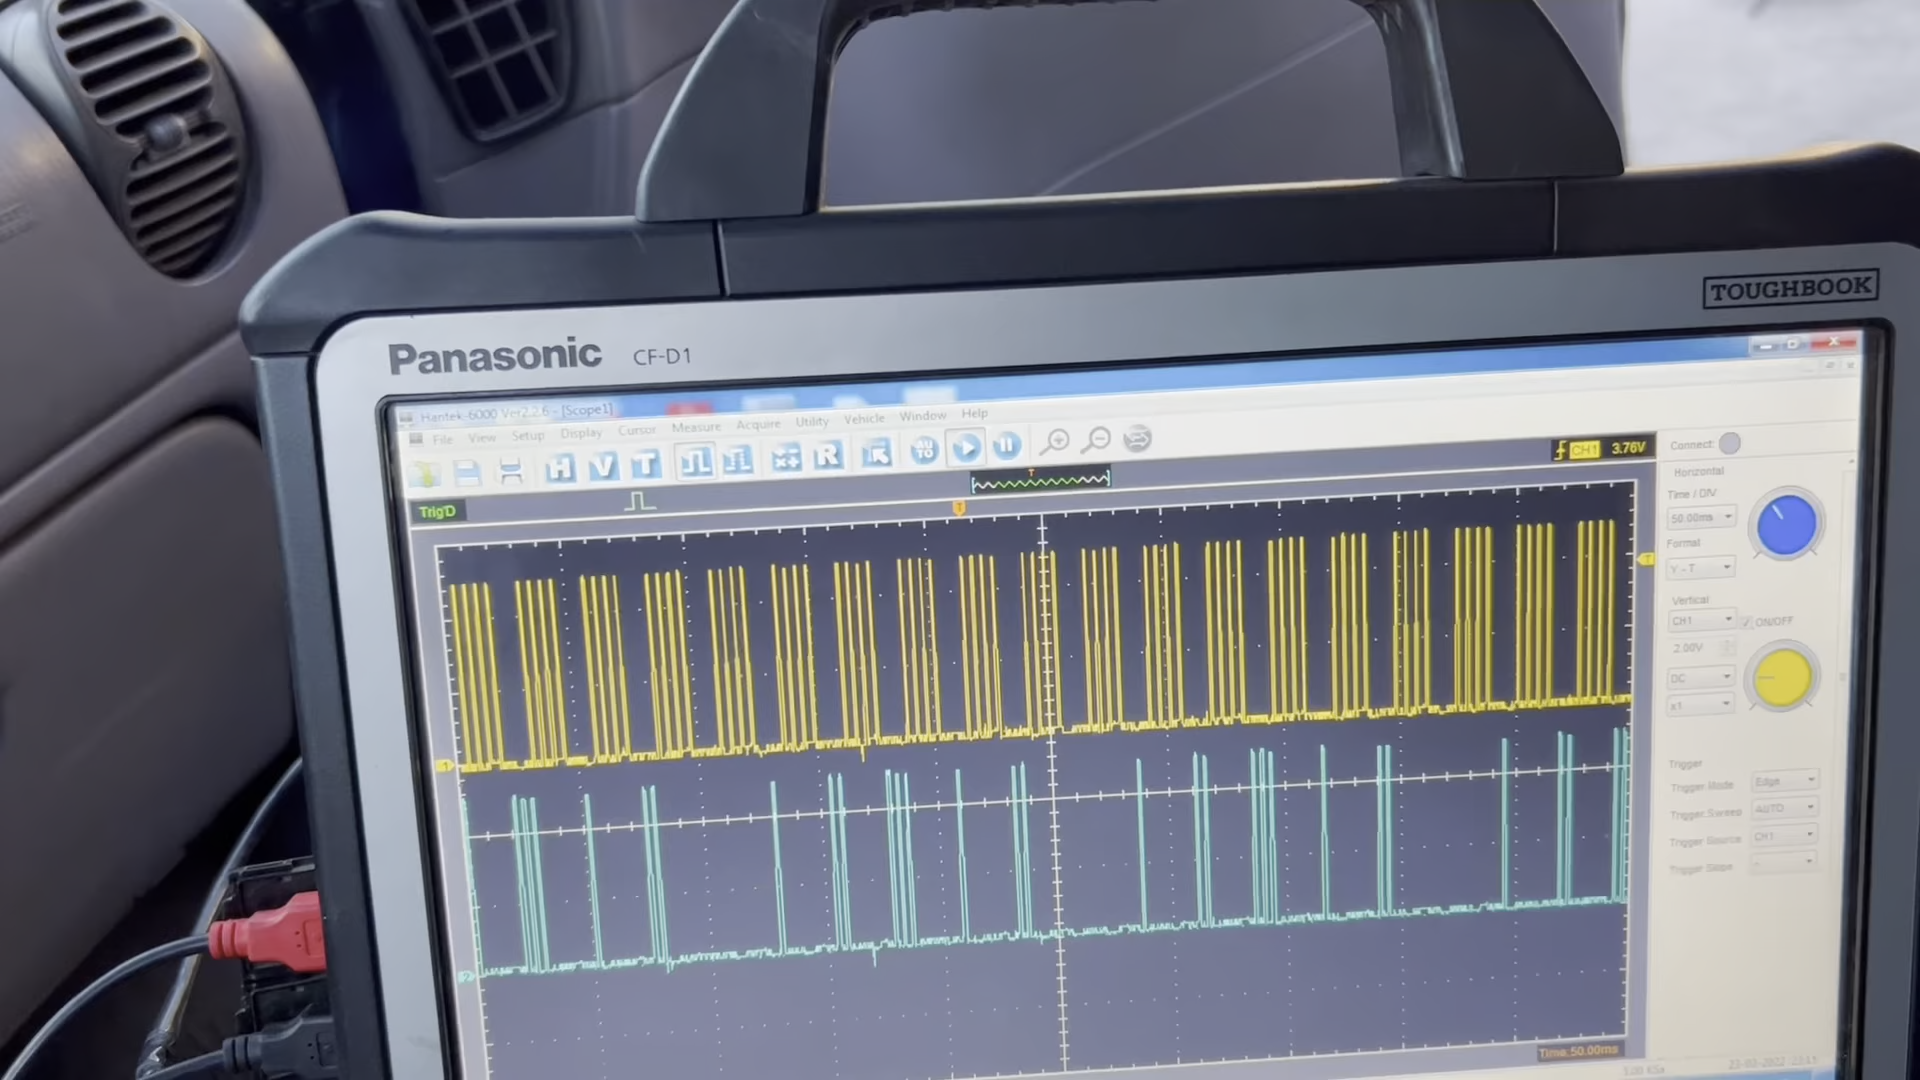 TOUGHBOOK
Panasonic CF-D1
Hantek-6000 Ver2.2.6 - [Scope1]
File View Setup Display Cursor Measure Acquire Utility Vehicle Window Help
H V T R AUTO
CH1 3.76V
Connect:
Trig'D
T
T
Horizontal
Time / DIV
50.00ms
Format
Y - T
Vertical
CH1 ON/OFF
2.00V
DC
x1
Trigger
Trigger Mode Edge
Trigger Sweep AUTO
Trigger Source CH1
Trigger Slope
Time: 50.00ms